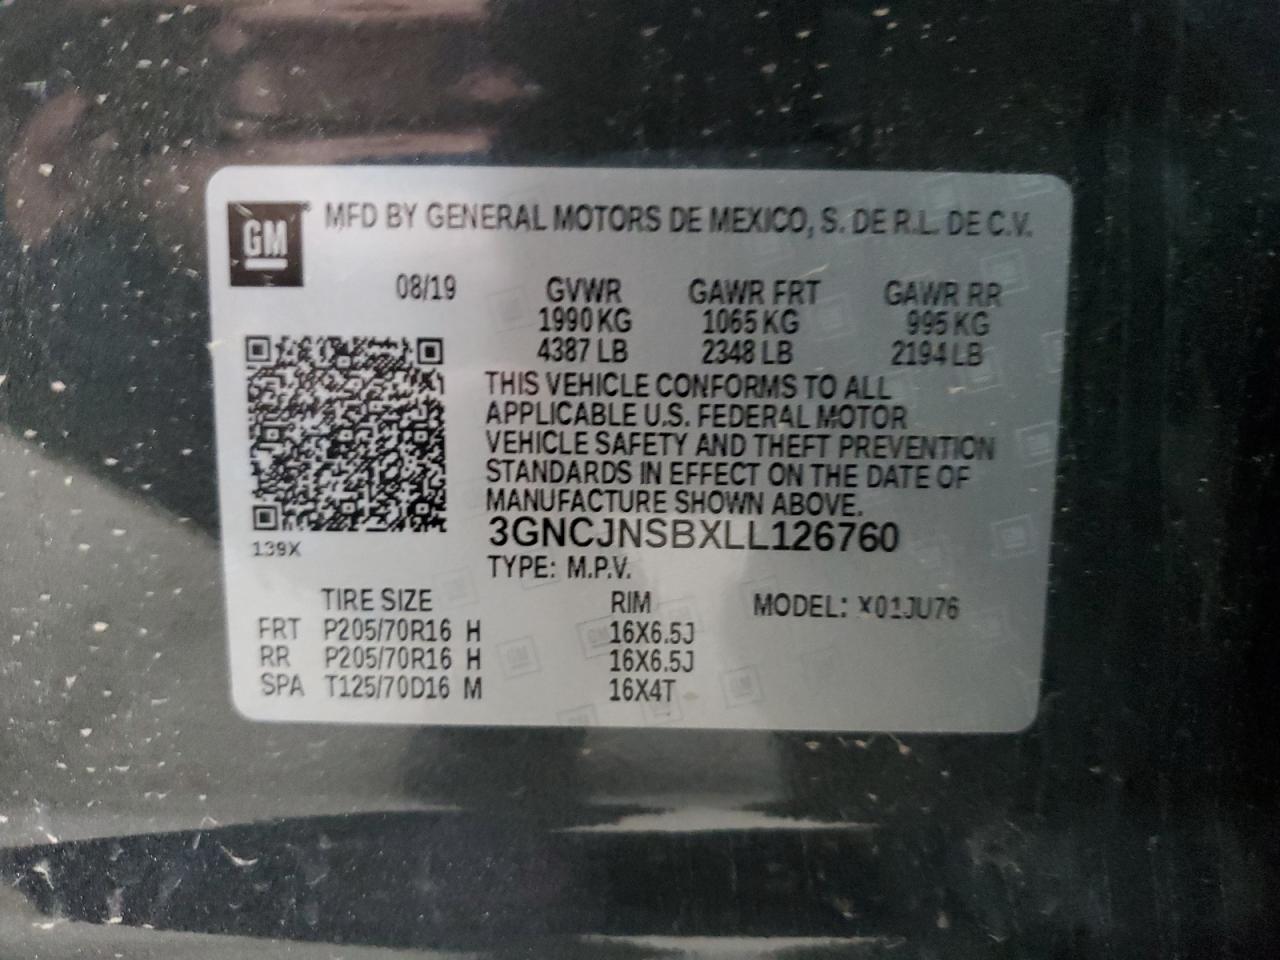 GM MFD BY GENERAL MOTORS DE MEXICO, S. DE R.L. DE C.V.
08/19 GVWR GAWR FRT GAWR RR
1990 KG 1065 KG 995 KG
4387 LB 2348 LB 2194 LB
THIS VEHICLE CONFORMS TO ALL
APPLICABLE U.S. FEDERAL MOTOR
VEHICLE SAFETY AND THEFT PREVENTION
STANDARDS IN EFFECT ON THE DATE OF
MANUFACTURE SHOWN ABOVE.
3GNCJNSBXLL126760
139X
TYPE: M.P.V.
TIRE SIZE RIM MODEL: X01JU76
FRT P205/70R16 H 16X6.5J
RR P205/70R16 H 16X6.5J
SPA T125/70D16 M 16X4T